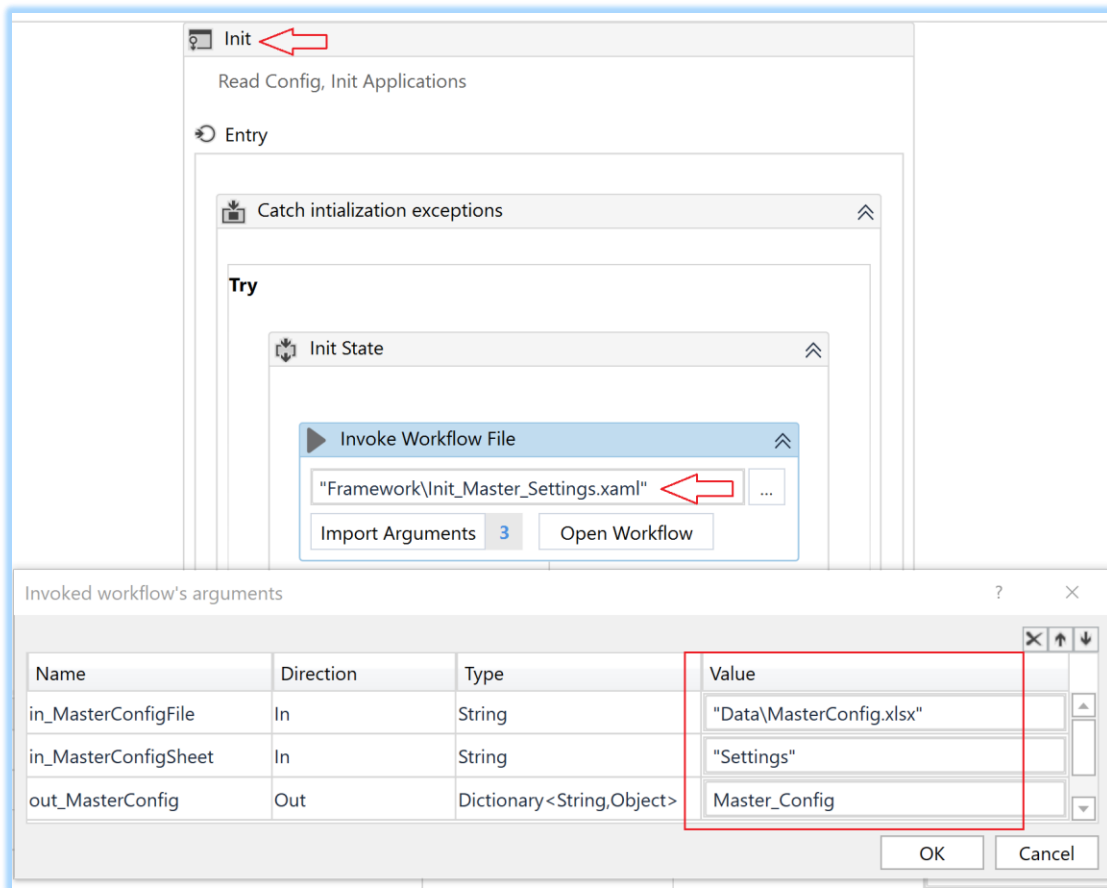 Init
Read Config, Init Applications
Entry
Catch intialization exceptions
Try
Init State
Invoke Workflow File
"Framework\Init_Master_Settings.xaml"
...
Import Arguments 3 Open Workflow
Invoked workflow's arguments ?
Name Direction Type Value
in_MasterConfigFile In String "Data\MasterConfig.xlsx"
in_MasterConfigSheet In String "Settings"
out_MasterConfig Out Dictionary<String,Object> Master_Config
OK Cancel